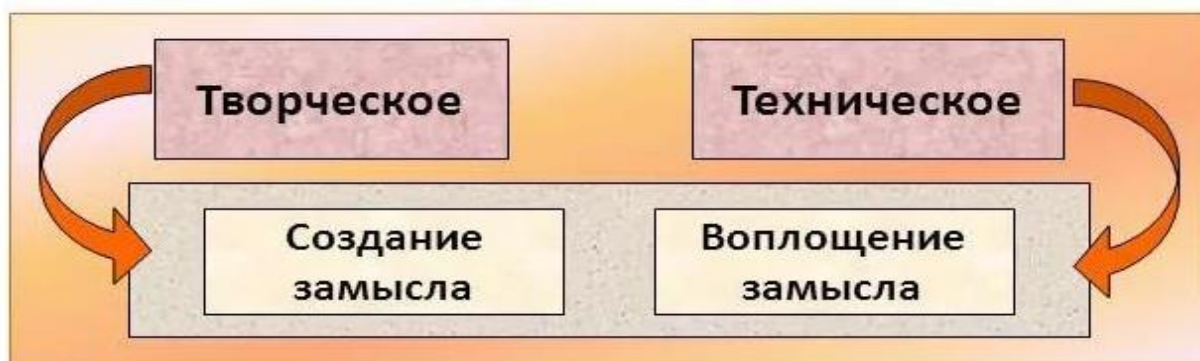 Творческое
Техническое
Создание
замысла
Воплощение
замысла